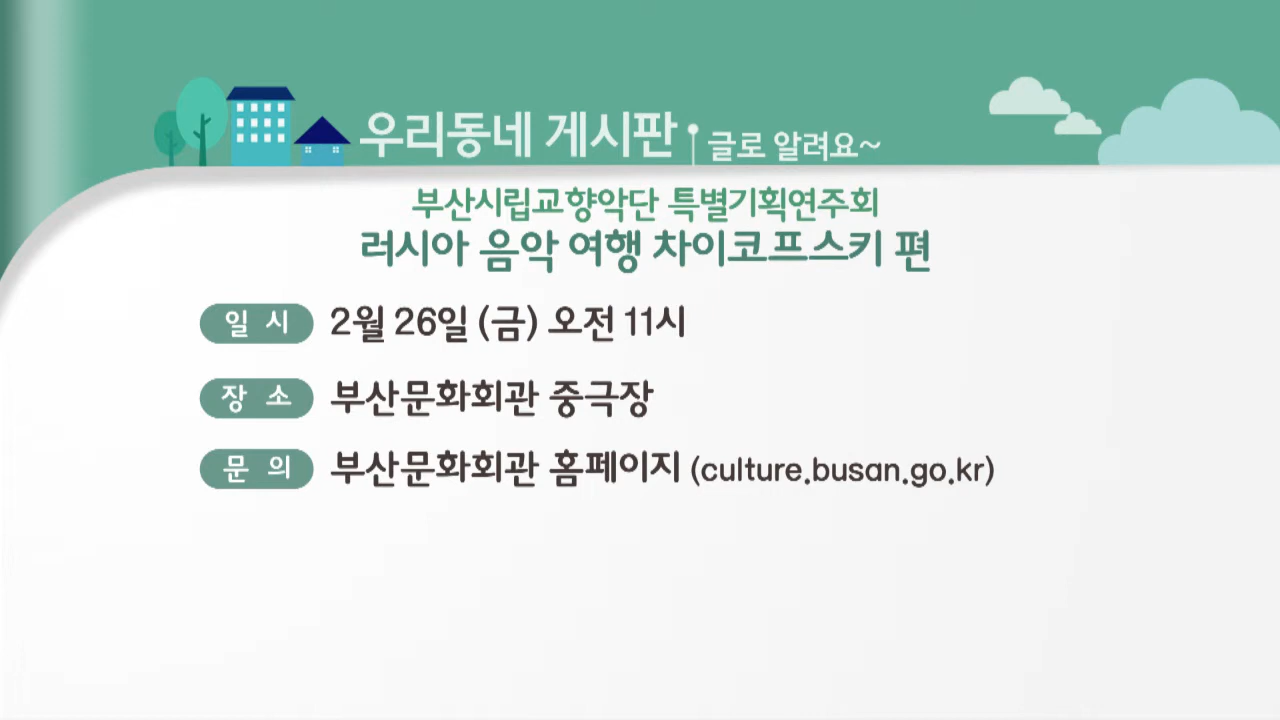 우리동네 게시판 글로 알려요~
부산시립교향악단 특별기획연주회
러시아 음악 여행 차이코프스키 편
일 시 2월 26일 (금) 오전 11시
장 소 부산문화회관 중극장
문 의 부산문화회관 홈페이지 (culture.busan.go.kr)